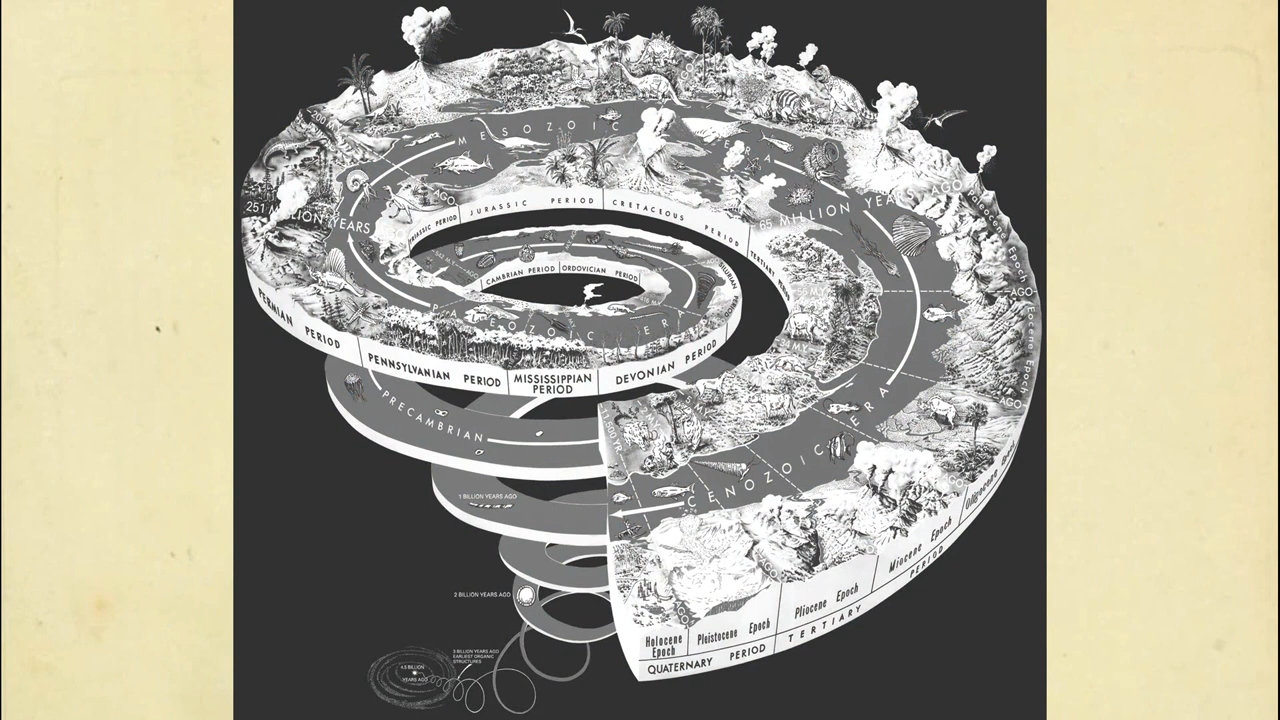 MESOZOIC ERA
251 MILLION YEARS AGO
65 MILLION YEARS AGO
TRIASSIC PERIOD
JURASSIC PERIOD
CRETACEOUS PERIOD
TERTIARY
CAMBRIAN PERIOD
ORDOVICIAN PERIOD
SILURIAN PERIOD
PALEOZOIC ERA
PERMIAN PERIOD
PENNSYLVANIAN PERIOD
MISSISSIPPIAN
PERIOD
DEVONIAN PERIOD
Paleocene Epoch
Eocene Epoch
AGO
AGO
PRECAMBRIAN
CENOZOIC ERA
1 BILLION YEARS AGO
2 BILLION YEARS AGO
3 BILLION YEARS AGO
EARLIEST ORGANIC
STRUCTURES
4.5 BILLION
YEARS AGO
Holocene
Epoch
Pleistocene Epoch
Pliocene Epoch
Miocene Epoch
Oligocene Epoch
QUATERNARY PERIOD
TERTIARY PERIOD